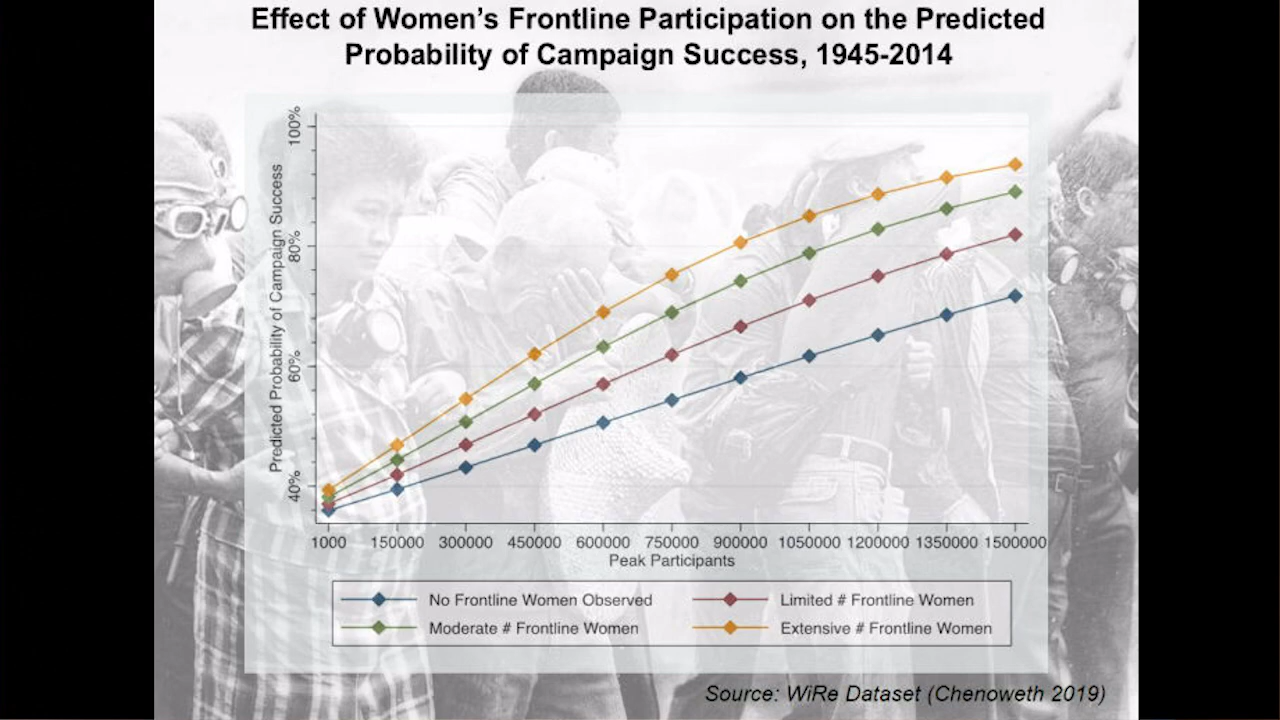 Effect of Women’s Frontline Participation on the Predicted
Probability of Campaign Success, 1945-2014
Predicted Probability of Campaign Success
100%
80%
60%
40%
1000 150000 300000 450000 600000 750000 900000 1050000 1200000 1350000 1500000
Peak Participants
No Frontline Women Observed
Limited # Frontline Women
Moderate # Frontline Women
Extensive # Frontline Women
Source: WiRe Dataset (Chenoweth 2019)